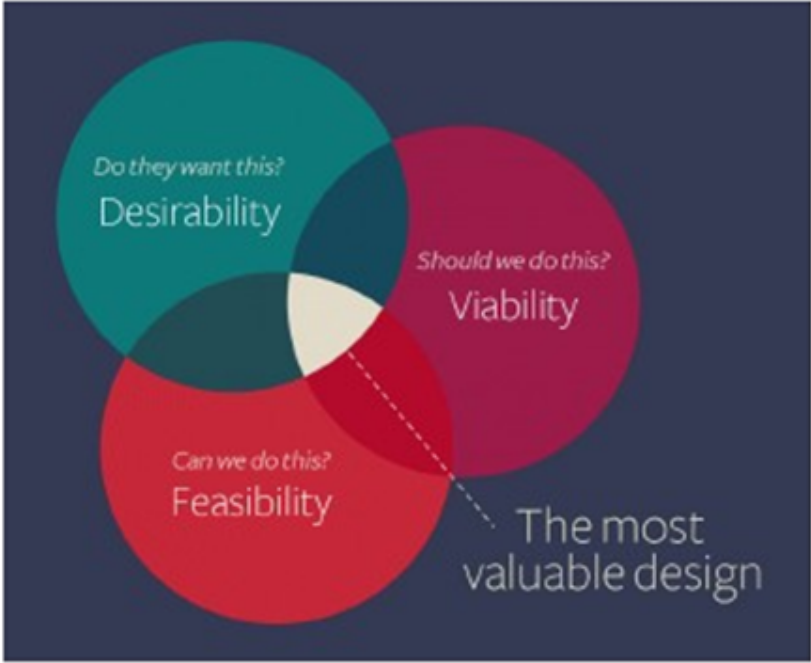 Do they want this?
Desirability
Should we do this?
Viability
Can we do this?
Feasibility
The most
valuable design